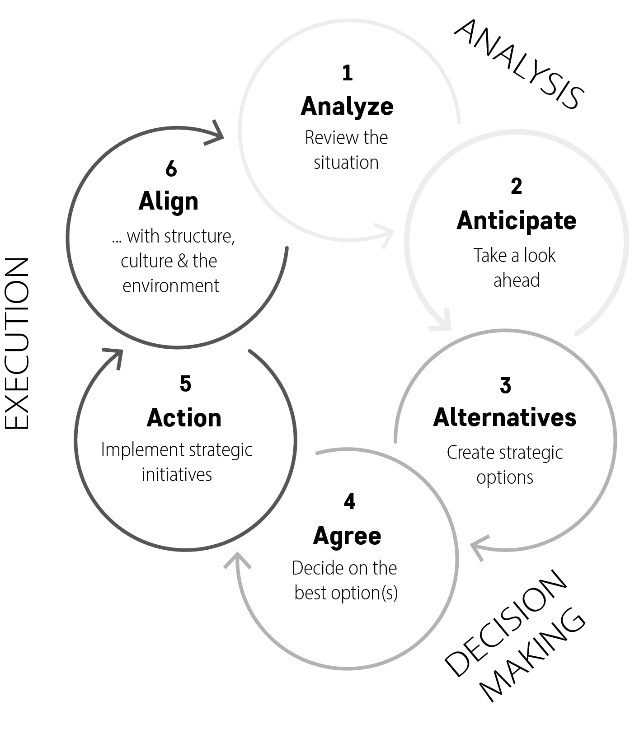 ANALYSIS
1
Analyze
Review the
situation
2
Anticipate
Take a look
ahead
3
Alternatives
Create strategic
options
DECISION
MAKING
4
Agree
Decide on the
best option(s)
5
Action
Implement strategic
initiatives
EXECUTION
6
Align
... with structure,
culture & the
environment